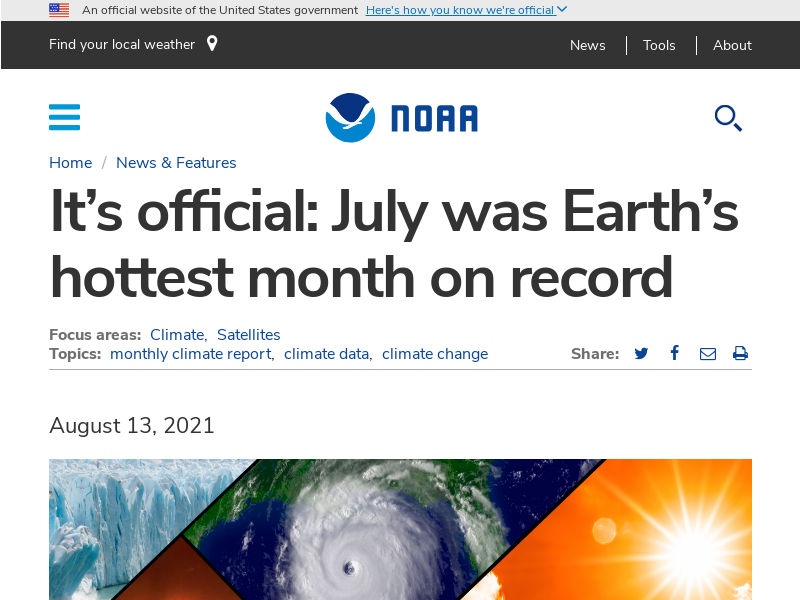 An official website of the United States government Here's how you know we're official
Find your local weather News Tools About
NOAA
Home / News & Features
It’s official: July was Earth’s
hottest month on record
Focus areas: Climate, Satellites
Topics: monthly climate report, climate data, climate change Share:
August 13, 2021